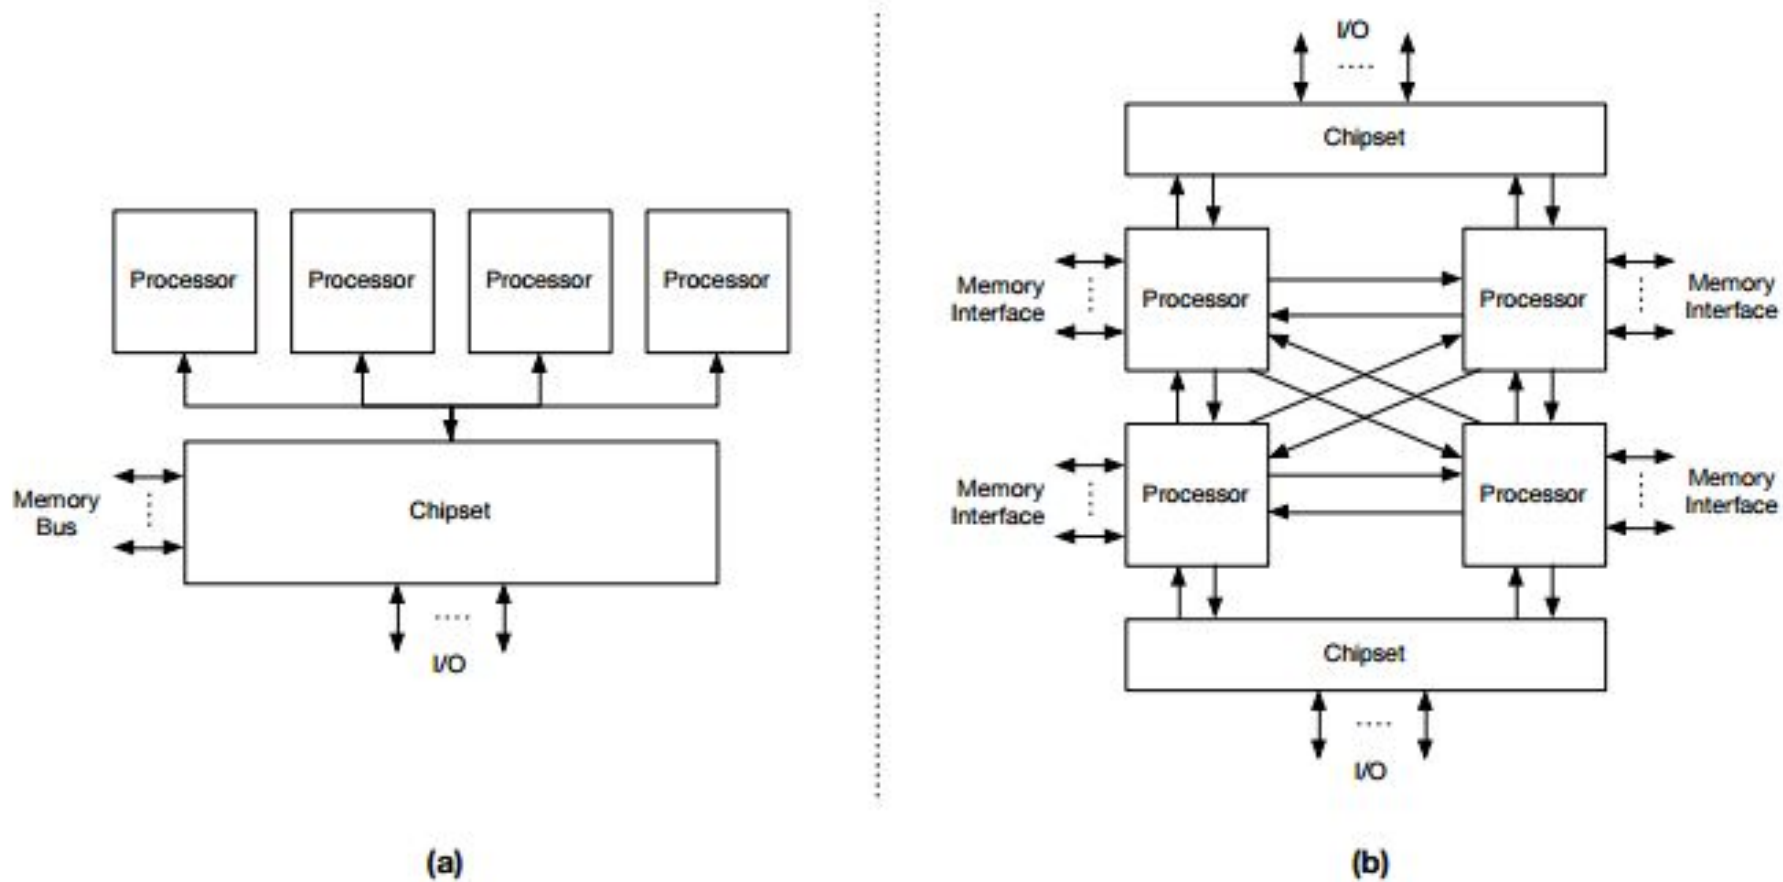 Processor
Processor
Processor
Processor
Memory
Bus
Chipset
I/O
(a)
I/O
Chipset
Memory
Interface
Processor
Processor
Memory
Interface
Memory
Interface
Processor
Processor
Memory
Interface
Chipset
I/O
(b)